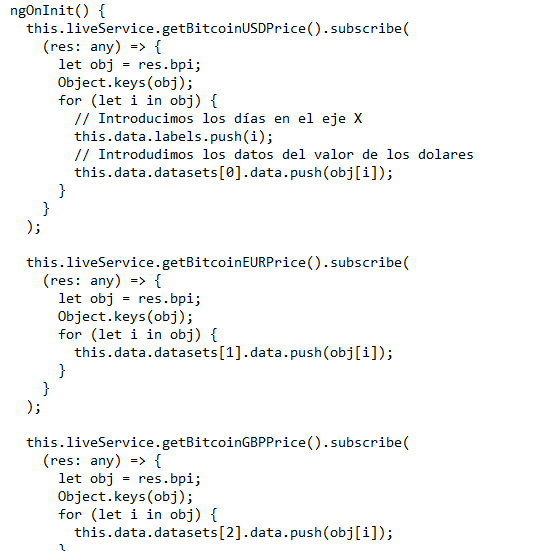 ngOnInit() {
  this.liveService.getBitcoinUSDPrice().subscribe(
    (res: any) => {
      let obj = res.bpi;
      Object.keys(obj);
      for (let i in obj) {
        // Introducimos los días en el eje X
        this.data.labels.push(i);
        // Introdudimos los datos del valor de los dolares
        this.data.datasets[0].data.push(obj[i]);
      }
    }
  );

  this.liveService.getBitcoinEURPrice().subscribe(
    (res: any) => {
      let obj = res.bpi;
      Object.keys(obj);
      for (let i in obj) {
        this.data.datasets[1].data.push(obj[i]);
      }
    }
  );

  this.liveService.getBitcoinGBPPrice().subscribe(
    (res: any) => {
      let obj = res.bpi;
      Object.keys(obj);
      for (let i in obj) {
        this.data.datasets[2].data.push(obj[i]);
      }